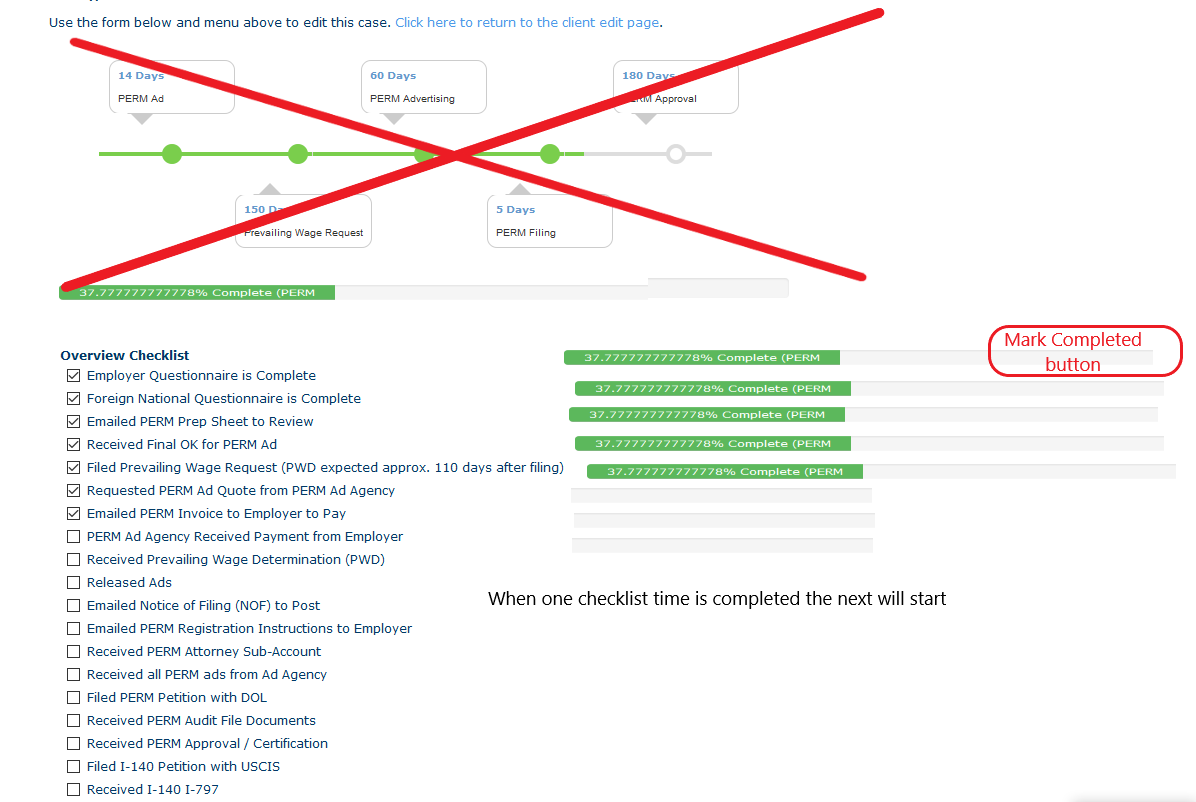 Use the form below and menu above to edit this case. Click here to return to the client edit page.
14 Days
PERM Ad
60 Days
PERM Advertising
180 Days
PERM Approval
150 Days
Prevailing Wage Request
5 Days
PERM Filing
37.777777777778% Complete (PERM
Overview Checklist
Employer Questionnaire is Complete
Foreign National Questionnaire is Complete
Emailed PERM Prep Sheet to Review
Received Final OK for PERM Ad
Filed Prevailing Wage Request (PWD expected approx. 110 days after filing)
Requested PERM Ad Quote from PERM Ad Agency
Emailed PERM Invoice to Employer to Pay
PERM Ad Agency Received Payment from Employer
Received Prevailing Wage Determination (PWD)
Released Ads
Emailed Notice of Filing (NOF) to Post
Emailed PERM Registration Instructions to Employer
Received PERM Attorney Sub-Account
Received all PERM ads from Ad Agency
Filed PERM Petition with DOL
Received PERM Audit File Documents
Received PERM Approval / Certification
Filed I-140 Petition with USCIS
Received I-140 I-797
37.777777777778% Complete (PERM
37.777777777778% Complete (PERM
37.777777777778% Complete (PERM
37.777777777778% Complete (PERM
37.777777777778% Complete (PERM
Mark Completed
button
When one checklist time is completed the next will start